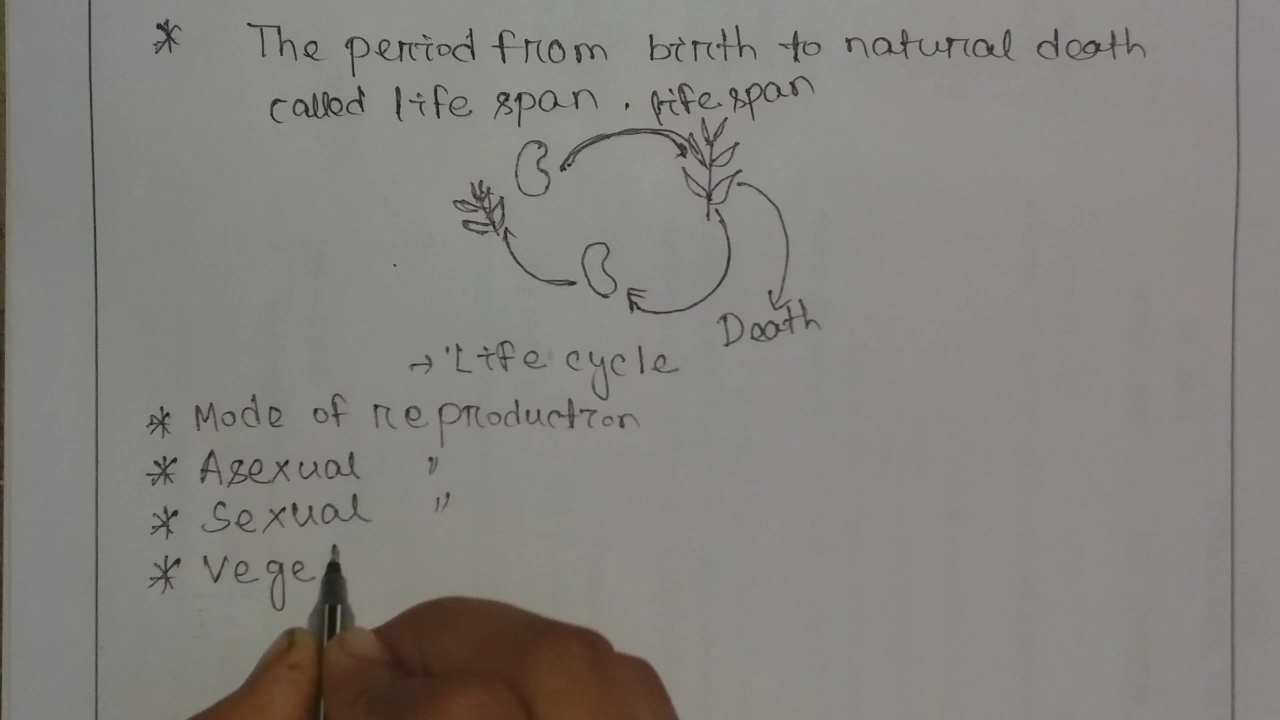 * The period from birth to natural death
called life span. life span
Death
→ 'Life cycle
* Mode of reproduction
* Asexual "
* Sexual "
* Vege